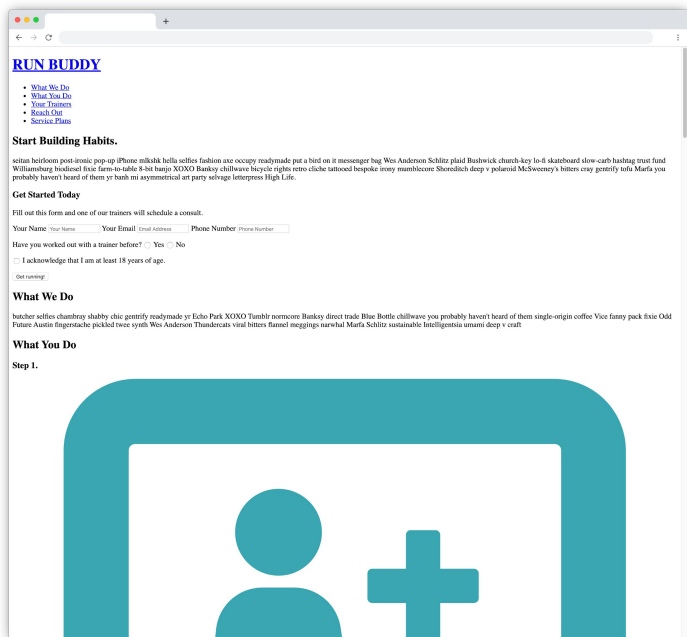 RUN BUDDY
What We Do
What You Do
Your Trainers
Reach Out
Service Plans
Start Building Habits.
seitan heirloom post-ironic pop-up iPhone mlkshk hella selfies fashion axe occupy readymade put a bird on it messenger bag Wes Anderson Schlitz plaid Bushwick church-key lo-fi skateboard slow-carb hashtag trust fund
Williamsburg biodiesel fixie farm-to-table 8-bit banjo XOXO Banksy chillwave bicycle rights retro cliche tattooed bespoke irony mumblecore Shoreditch deep v polaroid McSweeney's bitters cray gentrify tofu Marfa you
probably haven't heard of them yr banh mi asymmetrical art party selvage letterpress High Life.
Get Started Today
Fill out this form and one of our trainers will schedule a consult.
Your Name Your Name Your Email Email Address Phone Number Phone Number
Have you worked out with a trainer before? Yes No
I acknowledge that I am at least 18 years of age.
Get running!
What We Do
butcher selfies chambray shabby chic gentrify readymade yr Echo Park XOXO Tumblr normcore Banksy direct trade Blue Bottle chillwave you probably haven't heard of them single-origin coffee Vice fanny pack fixie Odd
Future Austin fingerstache pickled twee synth Wes Anderson Thundercats viral bitters flannel meggings narwhal Marfa Schlitz sustainable Intelligentsia umami deep v craft
What You Do
Step 1.